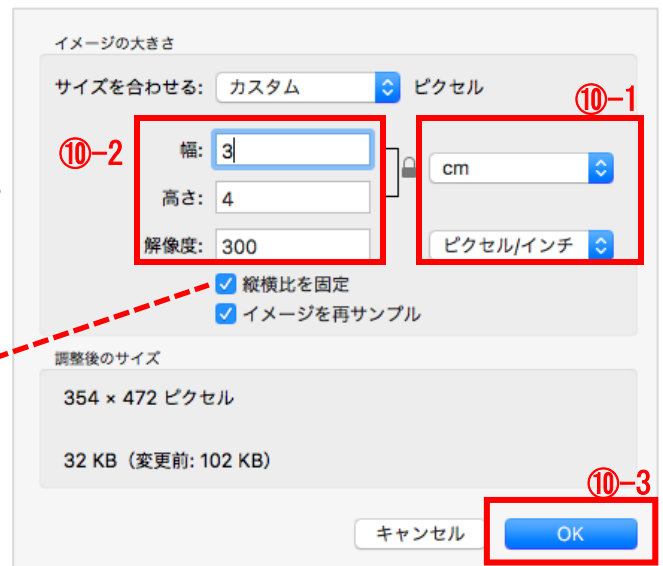 イメージの大きさ
サイズを合わせる: カスタム ピクセル
⑩-1
⑩-2
幅: 3
cm
高さ: 4
解像度: 300 ピクセル/インチ
縦横比を固定
イメージを再サンプル
調整後のサイズ
354 × 472 ピクセル
32 KB（変更前: 102 KB）
⑩-3
キャンセル OK